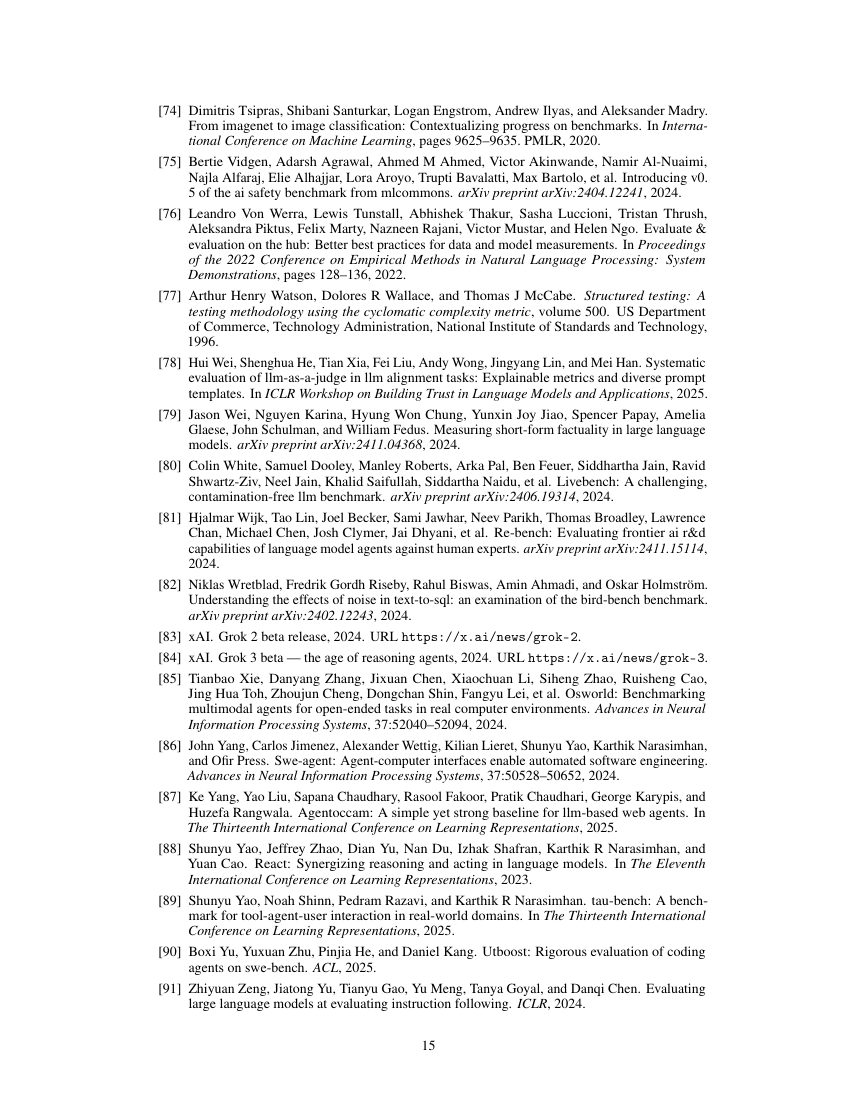 [74] Dimitris Tsipras, Shibani Santurkar, Logan Engstrom, Andrew Ilyas, and Aleksander Madry.
From imagenet to image classification: Contextualizing progress on benchmarks. In Interna-
tional Conference on Machine Learning, pages 9625–9635. PMLR, 2020.
[75] Bertie Vidgen, Adarsh Agrawal, Ahmed M Ahmed, Victor Akinwande, Namir Al-Nuaimi,
Najla Alfaraj, Elie Alhajjar, Lora Aroyo, Trupti Bavalatti, Max Bartolo, et al. Introducing v0.
5 of the ai safety benchmark from mlcommons. arXiv preprint arXiv:2404.12241, 2024.
[76] Leandro Von Werra, Lewis Tunstall, Abhishek Thakur, Sasha Luccioni, Tristan Thrush,
Aleksandra Piktus, Felix Marty, Nazneen Rajani, Victor Mustar, and Helen Ngo. Evaluate &
evaluation on the hub: Better best practices for data and model measurements. In Proceedings
of the 2022 Conference on Empirical Methods in Natural Language Processing: System
Demonstrations, pages 128–136, 2022.
[77] Arthur Henry Watson, Dolores R Wallace, and Thomas J McCabe. Structured testing: A
testing methodology using the cyclomatic complexity metric, volume 500. US Department
of Commerce, Technology Administration, National Institute of Standards and Technology,
1996.
[78] Hui Wei, Shenghua He, Tian Xia, Fei Liu, Andy Wong, Jingyang Lin, and Mei Han. Systematic
evaluation of llm-as-a-judge in llm alignment tasks: Explainable metrics and diverse prompt
templates. In ICLR Workshop on Building Trust in Language Models and Applications, 2025.
[79] Jason Wei, Nguyen Karina, Hyung Won Chung, Yunxin Joy Jiao, Spencer Papay, Amelia
Glaese, John Schulman, and William Fedus. Measuring short-form factuality in large language
models. arXiv preprint arXiv:2411.04368, 2024.
[80] Colin White, Samuel Dooley, Manley Roberts, Arka Pal, Ben Feuer, Siddhartha Jain, Ravid
Shwartz-Ziv, Neel Jain, Khalid Saifullah, Siddartha Naidu, et al. Livebench: A challenging,
contamination-free llm benchmark. arXiv preprint arXiv:2406.19314, 2024.
[81] Hjalmar Wijk, Tao Lin, Joel Becker, Sami Jawhar, Neev Parikh, Thomas Broadley, Lawrence
Chan, Michael Chen, Josh Clymer, Jai Dhyani, et al. Re-bench: Evaluating frontier ai r&d
capabilities of language model agents against human experts. arXiv preprint arXiv:2411.15114,
2024.
[82] Niklas Wretblad, Fredrik Gordh Riseby, Rahul Biswas, Amin Ahmadi, and Oskar Holmström.
Understanding the effects of noise in text-to-sql: an examination of the bird-bench benchmark.
arXiv preprint arXiv:2402.12243, 2024.
[83] xAI. Grok 2 beta release, 2024. URL https://x.ai/news/grok-2.
[84] xAI. Grok 3 beta — the age of reasoning agents, 2024. URL https://x.ai/news/grok-3.
[85] Tianbao Xie, Danyang Zhang, Jixuan Chen, Xiaochuan Li, Siheng Zhao, Ruisheng Cao,
Jing Hua Toh, Zhoujun Cheng, Dongchan Shin, Fangyu Lei, et al. Osworld: Benchmarking
multimodal agents for open-ended tasks in real computer environments. Advances in Neural
Information Processing Systems, 37:52040–52094, 2024.
[86] John Yang, Carlos Jimenez, Alexander Wettig, Kilian Lieret, Shunyu Yao, Karthik Narasimhan,
and Ofir Press. Swe-agent: Agent-computer interfaces enable automated software engineering.
Advances in Neural Information Processing Systems, 37:50528–50652, 2024.
[87] Ke Yang, Yao Liu, Sapana Chaudhary, Rasool Fakoor, Pratik Chaudhari, George Karypis, and
Huzefa Rangwala. Agentoccam: A simple yet strong baseline for llm-based web agents. In
The Thirteenth International Conference on Learning Representations, 2025.
[88] Shunyu Yao, Jeffrey Zhao, Dian Yu, Nan Du, Izhak Shafran, Karthik R Narasimhan, and
Yuan Cao. React: Synergizing reasoning and acting in language models. In The Eleventh
International Conference on Learning Representations, 2023.
[89] Shunyu Yao, Noah Shinn, Pedram Razavi, and Karthik R Narasimhan. tau-bench: A bench-
mark for tool-agent-user interaction in real-world domains. In The Thirteenth International
Conference on Learning Representations, 2025.
[90] Boxi Yu, Yuxuan Zhu, Pinjia He, and Daniel Kang. Utboost: Rigorous evaluation of coding
agents on swe-bench. ACL, 2025.
[91] Zhiyuan Zeng, Jiatong Yu, Tianyu Gao, Yu Meng, Tanya Goyal, and Danqi Chen. Evaluating
large language models at evaluating instruction following. ICLR, 2024.
15